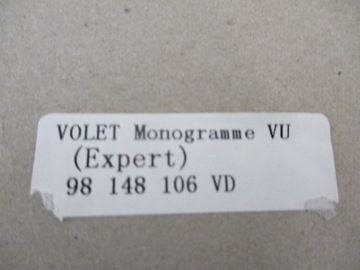 VOLET Monogramme VU
(Expert)
98 148 106 VD